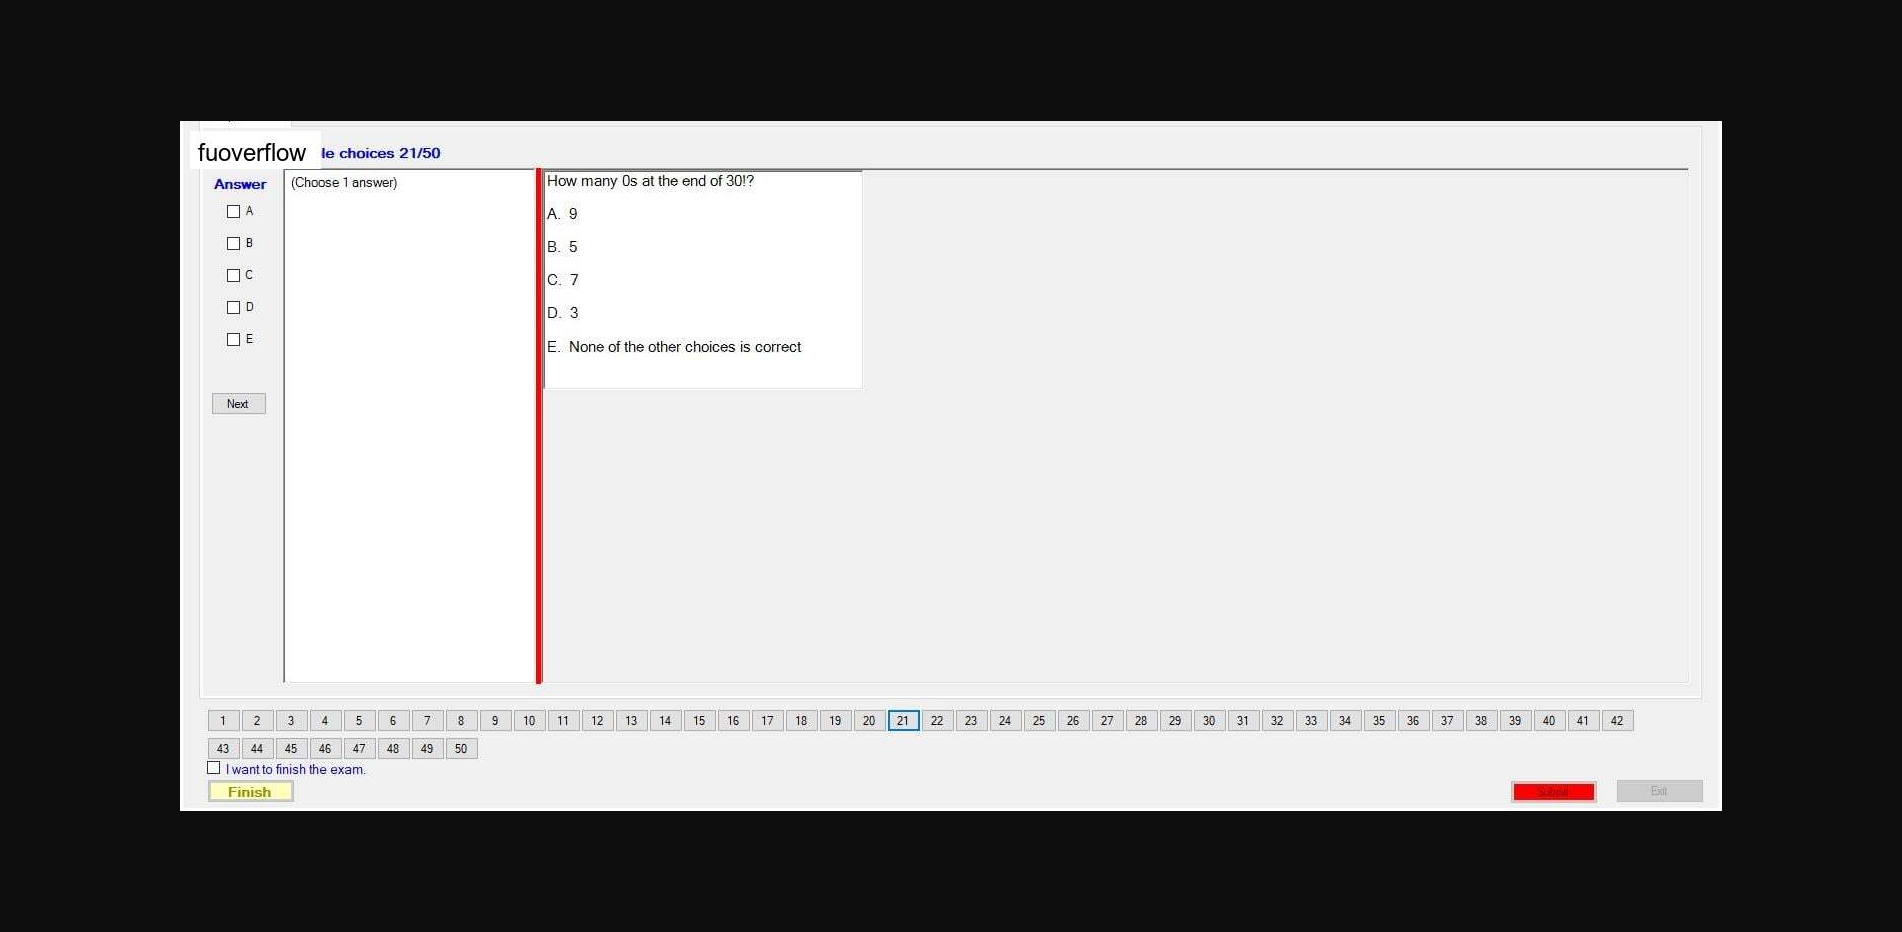 fuoverflow le choices 21/50
Answer
(Choose 1 answer)
A
B
C
D
E
Next
How many 0s at the end of 30!?
A. 9
B. 5
C. 7
D. 3
E. None of the other choices is correct
1 2 3 4 5 6 7 8 9 10 11 12 13 14 15 16 17 18 19 20 21 22 23 24 25 26 27 28 29 30 31 32 33 34 35 36 37 38 39 40 41 42
43 44 45 46 47 48 49 50
I want to finish the exam.
Finish
Submit
Exit